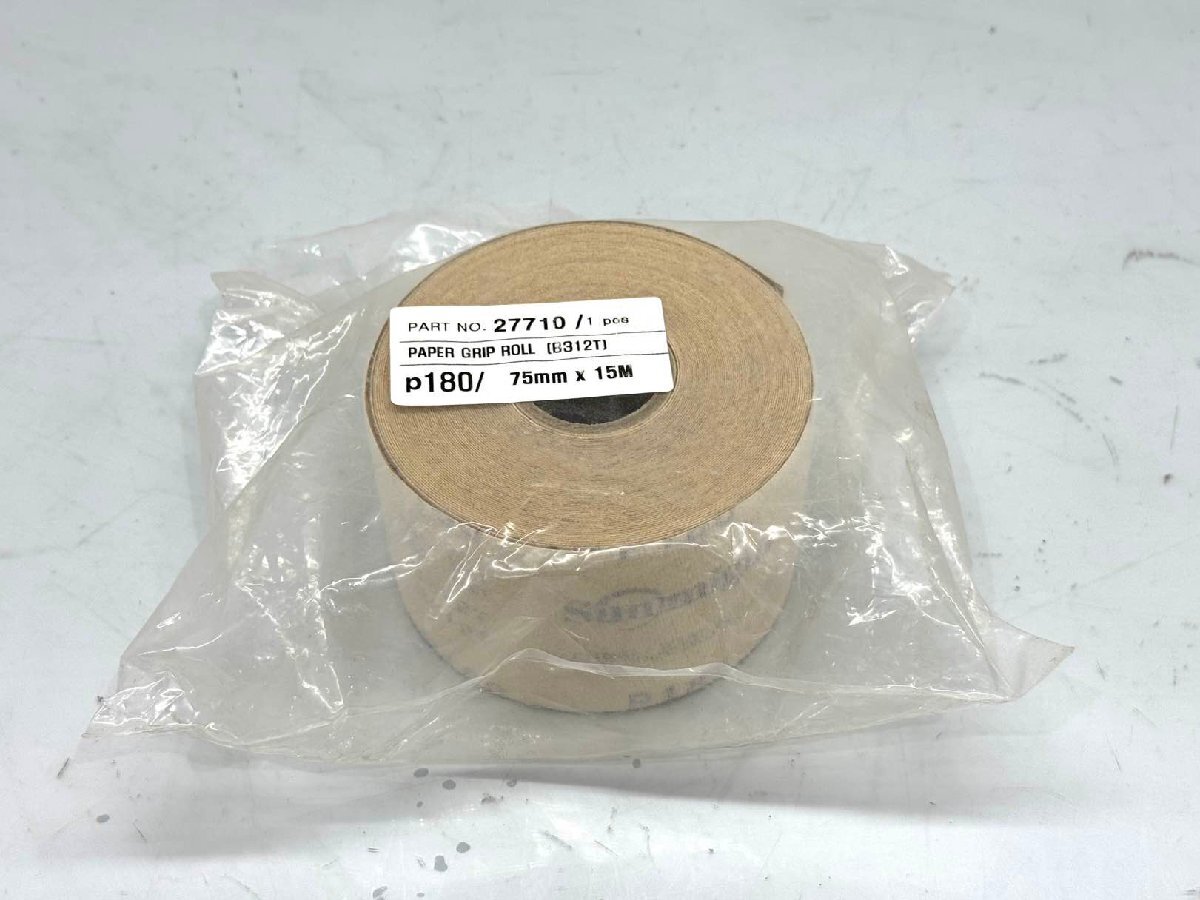 PART NO. 27710 /1 pcs
PAPER GRIP ROLL (B312T)
p180/ 75mm x 15M